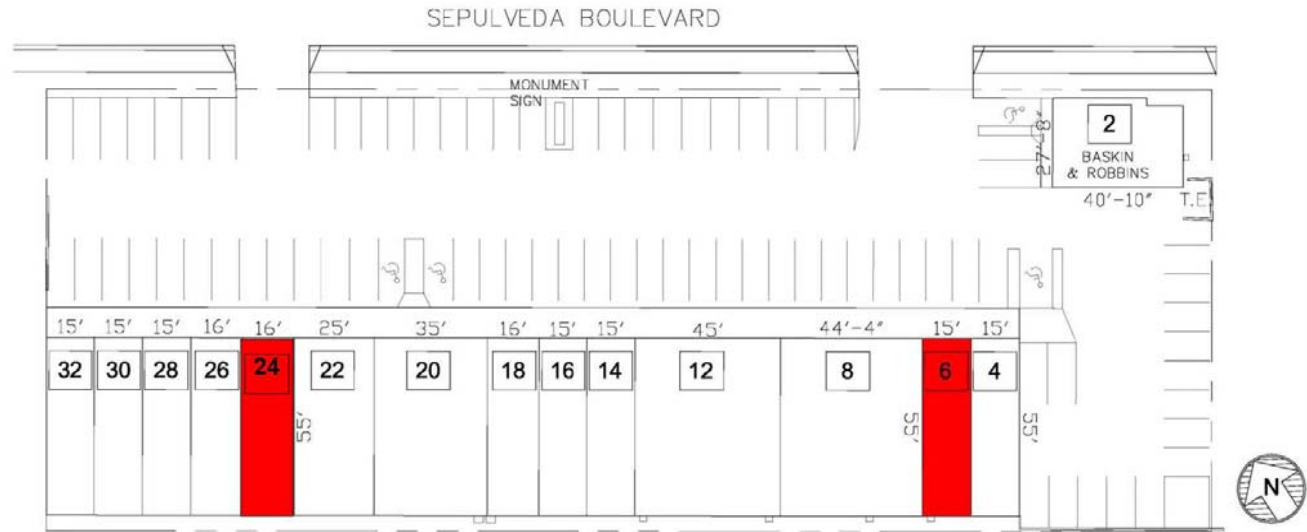 SEPULVEDA BOULEVARD
MONUMENT
SIGN
2
27'-8"
BASKIN
& ROBBINS
40'-10"
T.E
15' 15' 15' 16' 16' 25' 35' 16' 15' 15' 45' 44'-4" 15' 15'
32 30 28 26 24 22 20 18 16 14 12 8 6 4
55' 55' 55'
N